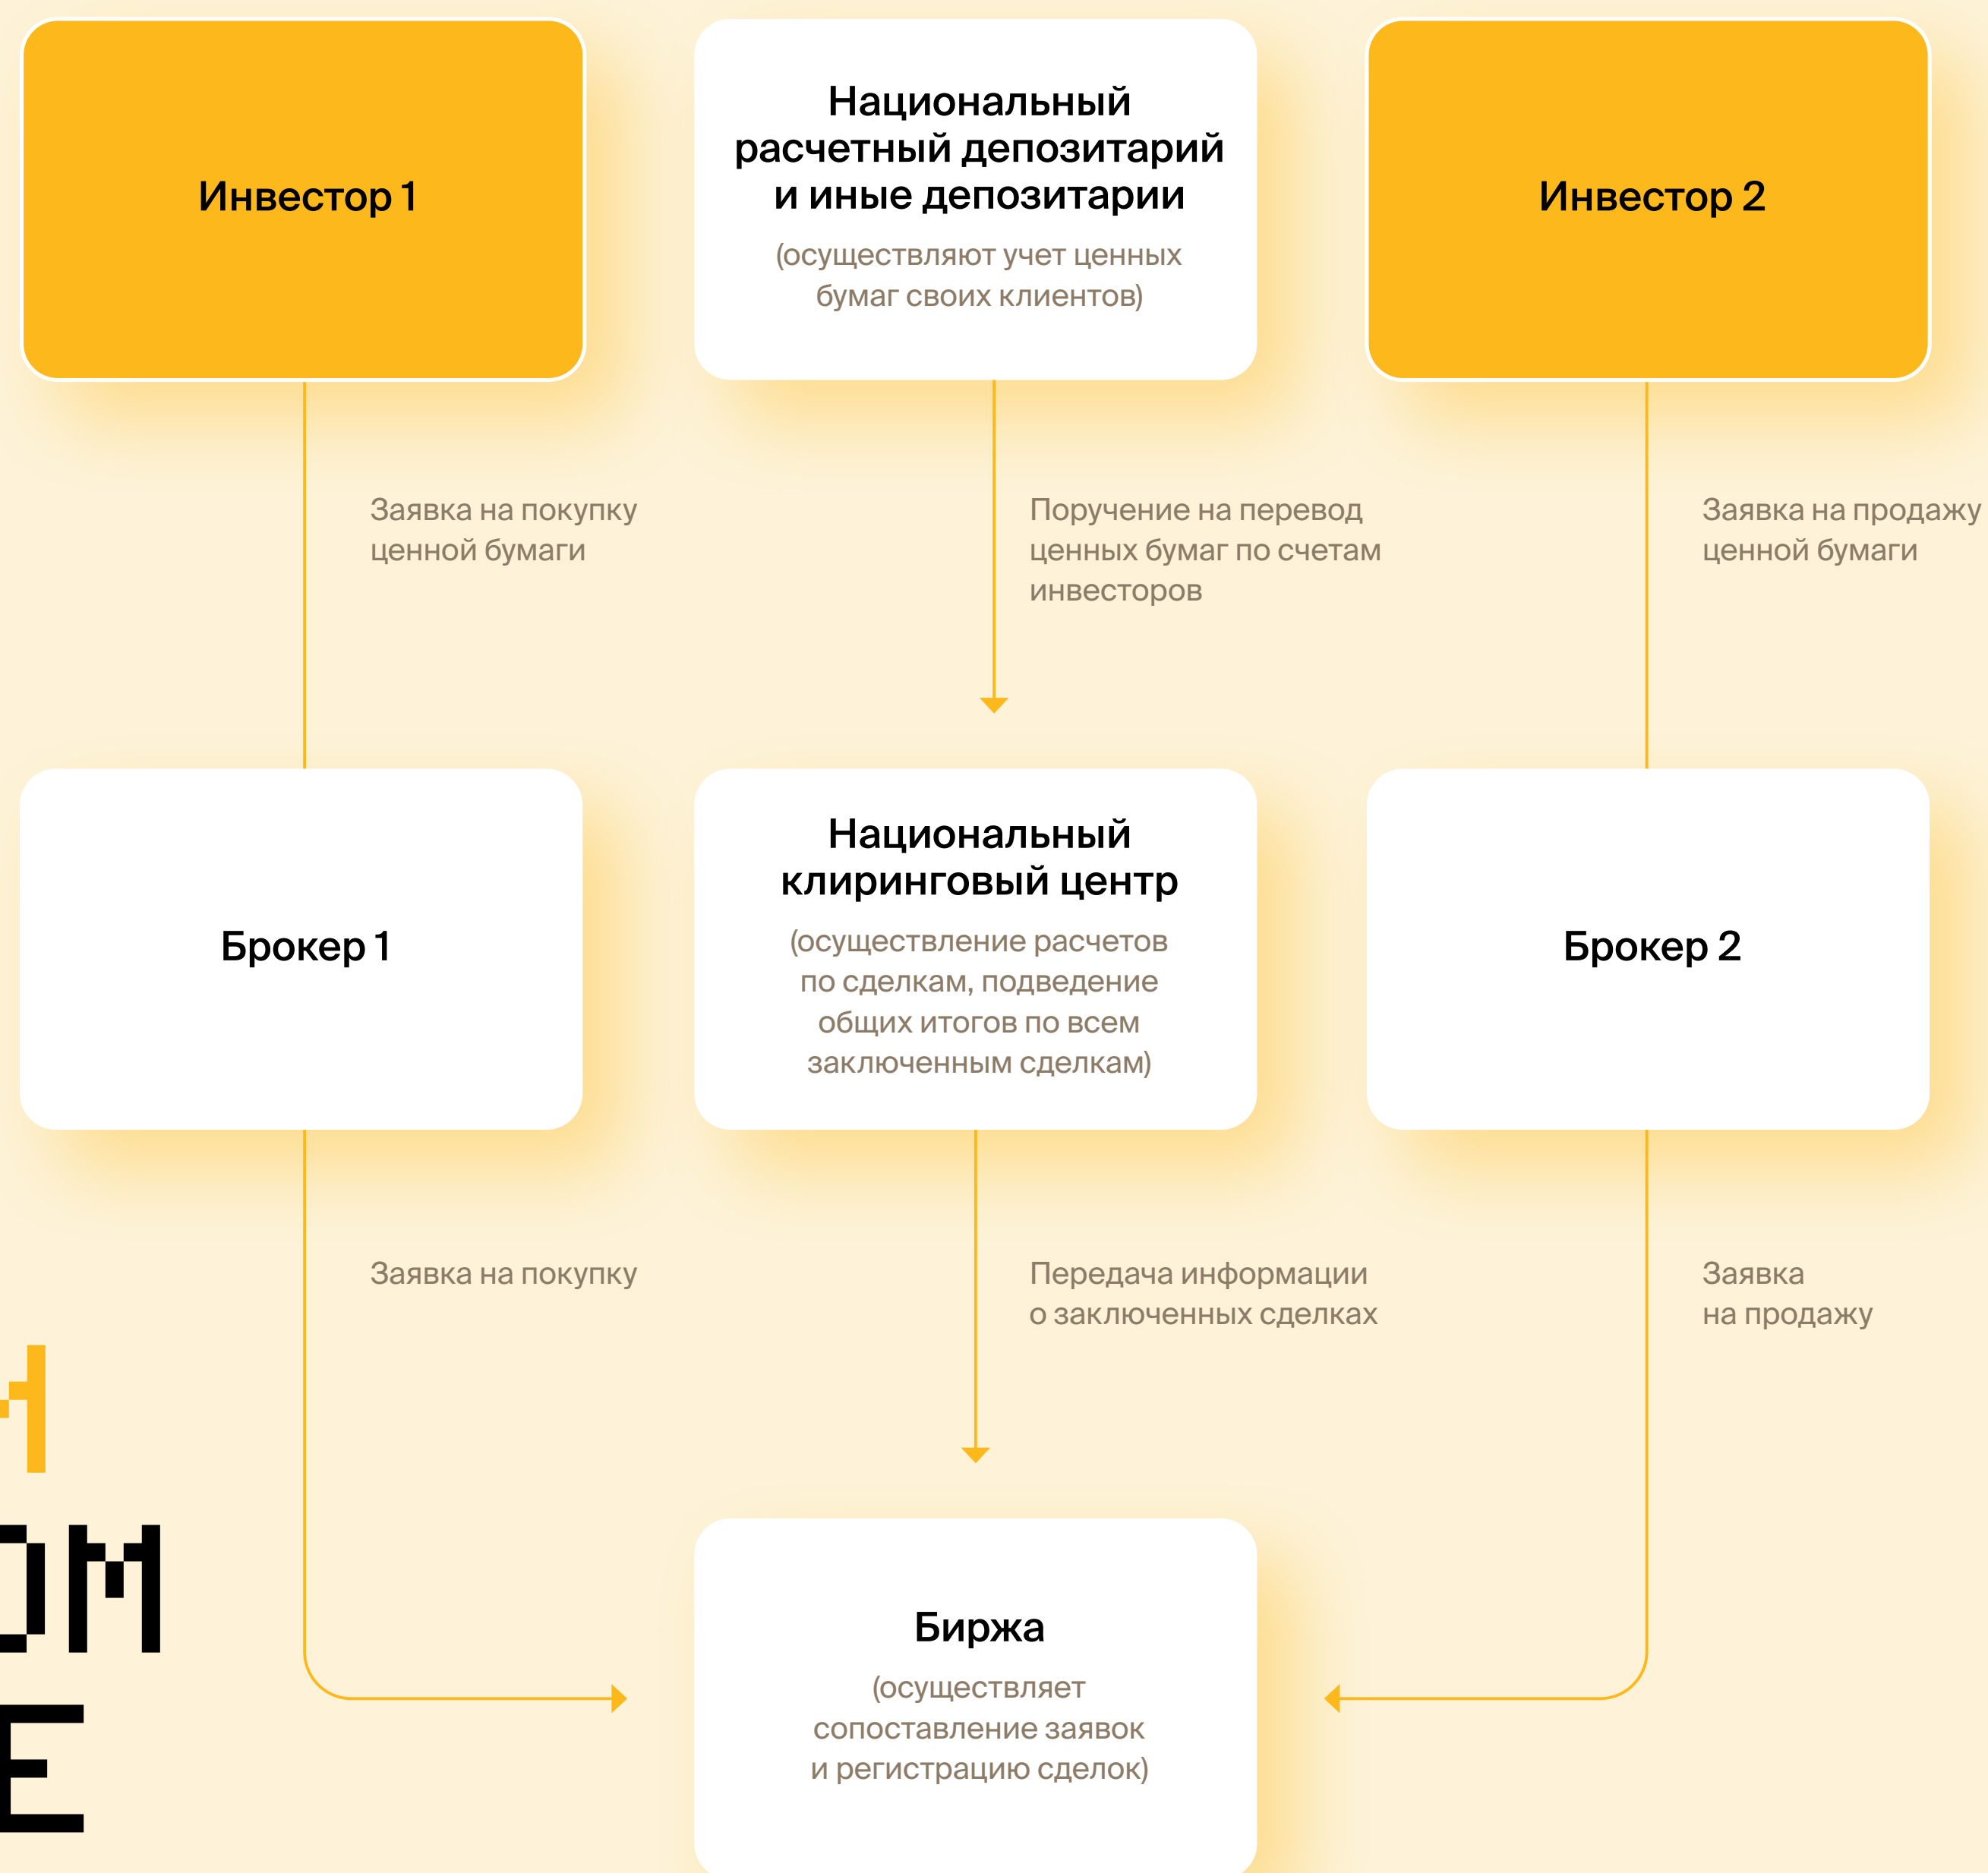 Инвестор 1
Национальный
расчетный депозитарий
и иные депозитарии
(осуществляют учет ценных
бумаг своих клиентов)
Инвестор 2
Заявка на покупку
ценной бумаги
Поручение на перевод
ценных бумаг по счетам
инвесторов
Заявка на продажу
ценной бумаги
Брокер 1
Национальный
клиринговый центр
(осуществление расчетов
по сделкам, подведение
общих итогов по всем
заключенным сделкам)
Брокер 2
Заявка на покупку
Передача информации
о заключенных сделках
Заявка
на продажу
Биржа
(осуществляет
сопоставление заявок
и регистрацию сделок)